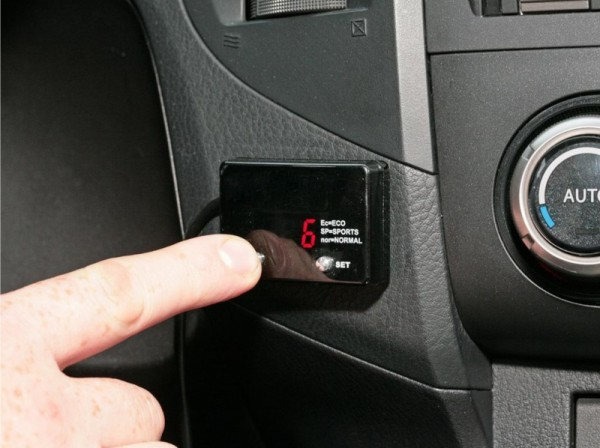 6
Ec=ECO
SP=SPORTS
nor=NORMAL
SET
AUTO